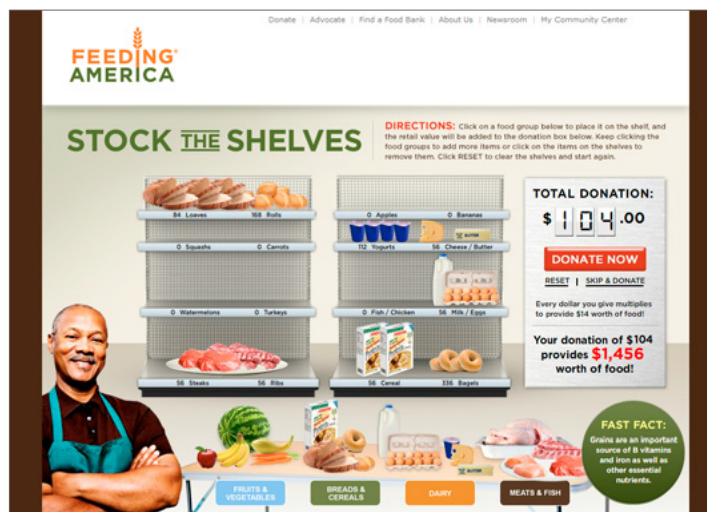 Donate | Advocate | Find a Food Bank | About Us | Newsroom | My Community Center
FEEDING
AMERICA
STOCK THE SHELVES
DIRECTIONS: Click on a food group below to place it on the shelf, and
the retail value will be added to the donation box below. Keep clicking the
food groups to add more items or click on the items on the shelves to
remove them. Click RESET to clear the shelves and start again.
84 Loaves 168 Rolls
0 Apples 0 Bananas
0 Squashs 0 Carrots
112 Yogurts 56 Cheese / Butter
0 Watermelons 0 Turkeys
0 Fish / Chicken 56 Milk / Eggs
56 Steaks 56 Ribs
56 Cereal 336 Bagels
TOTAL DONATION:
$ 104.00
DONATE NOW
RESET | SKIP & DONATE
Every dollar you give multiplies
to provide $14 worth of food!
Your donation of $104
provides $1,456
worth of food!
FAST FACT:
Grains are an important
source of B vitamins
and iron as well as
other essential
nutrients.
BUTTER
BUTTER
FRUITS &
VEGETABLES
BREADS &
CEREALS
DAIRY
MEATS & FISH